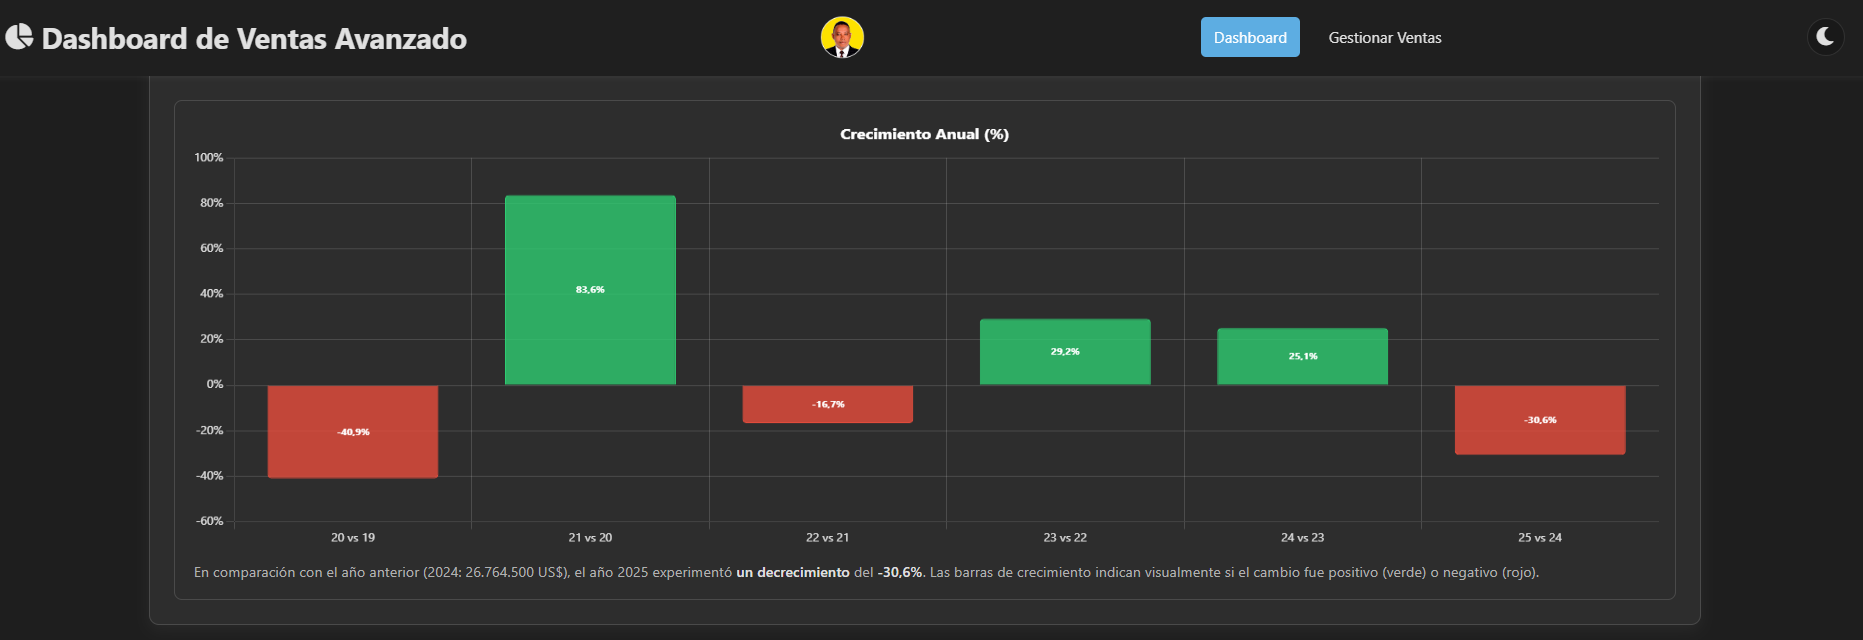 Dashboard de Ventas Avanzado
Dashboard
Gestionar Ventas
Crecimiento Anual (%)
100%
80%
60%
40%
20%
0%
-20%
-40%
-60%
-40,9%
83,6%
-16,7%
29,2%
25,1%
-30,6%
20 vs 19
21 vs 20
22 vs 21
23 vs 22
24 vs 23
25 vs 24
En comparación con el año anterior (2024: 26.764.500 US$), el año 2025 experimentó un decrecimiento del -30,6%. Las barras de crecimiento indican visualmente si el cambio fue positivo (verde) o negativo (rojo).